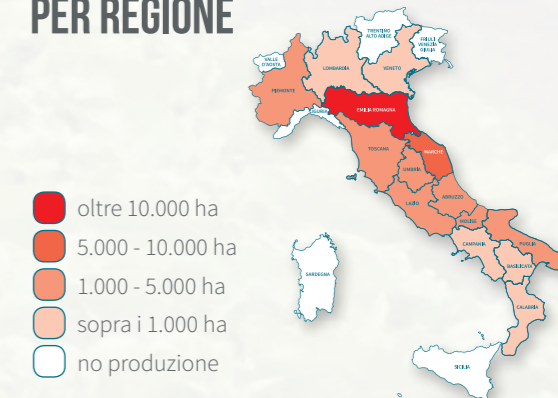 PER REGIONE
TRENTINO
ALTO ADIGE
FRIULI
VENEZIA
GIULIA
VALLE
D'AOSTA
LOMBARDIA
VENETO
PIEMONTE
LIGURIA
EMILIA ROMAGNA
TOSCANA
MARCHE
UMBRIA
LAZIO
ABRUZZO
MOLISE
CAMPANIA
PUGLIA
BASILICATA
SARDEGNA
CALABRIA
SICILIA
oltre 10.000 ha
5.000 - 10.000 ha
1.000 - 5.000 ha
sopra i 1.000 ha
no produzione